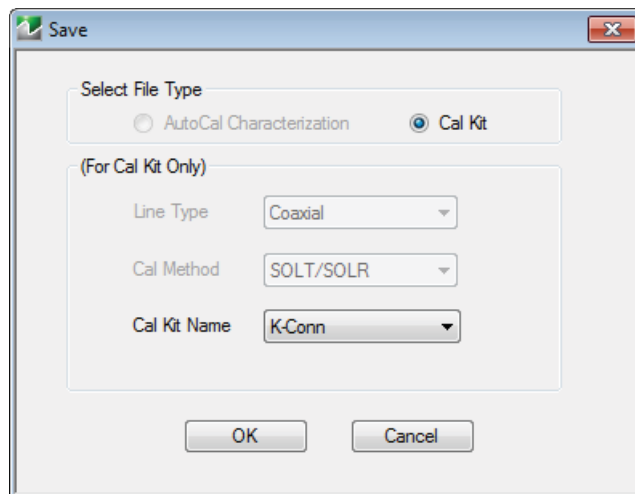 Save
Select File Type
AutoCal Characterization Cal Kit
(For Cal Kit Only)
Line Type Coaxial
Cal Method SOLT/SOLR
Cal Kit Name K-Conn
OK Cancel